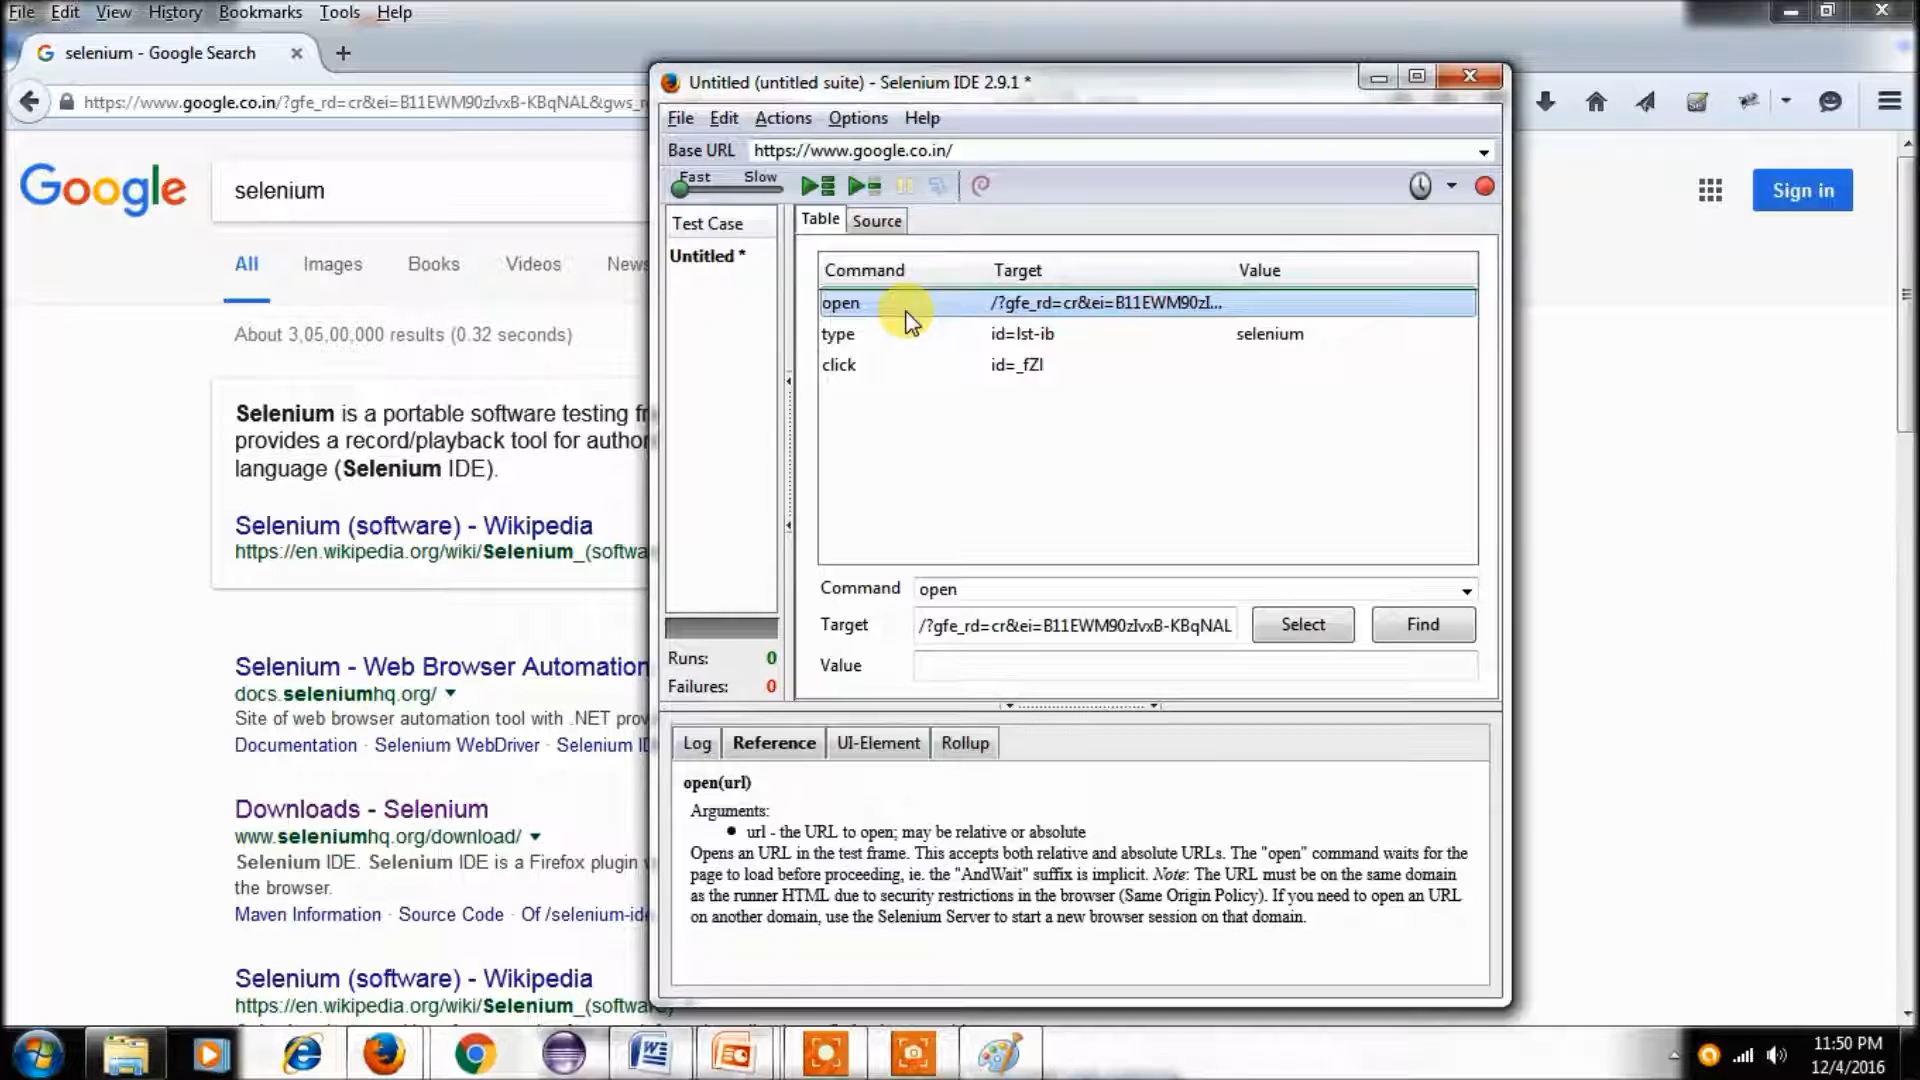 File Edit View History Bookmarks Tools Help
selenium - Google Search
https://www.google.co.in/?gfe_rd=cr&ei=B11EWM90zIvxB-KBqNAL&gws_r
Google
selenium
Sign in
All Images Books Videos News
About 3,05,00,000 results (0.32 seconds)
Selenium is a portable software testing fr
provides a record/playback tool for author
language (Selenium IDE).
Selenium (software) - Wikipedia
https://en.wikipedia.org/wiki/Selenium_(softwa
Selenium - Web Browser Automation
docs.seleniumhq.org/
Site of web browser automation tool with .NET prov
Documentation · Selenium WebDriver · Selenium I
Downloads - Selenium
www.seleniumhq.org/download/
Selenium IDE. Selenium IDE is a Firefox plugin
the browser.
Maven Information · Source Code · Of /selenium-ide
Selenium (software) - Wikipedia
https://en.wikipedia.org/wiki/Selenium_(software)
Untitled (untitled suite) - Selenium IDE 2.9.1 *
File Edit Actions Options Help
Base URL https://www.google.co.in/
Fast Slow
Test Case
Untitled *
Runs: 0
Failures: 0
Table Source
Command Target Value
open /?gfe_rd=cr&ei=B11EWM90zI...
type id=lst-ib selenium
click id=_fZl
Command open
Target /?gfe_rd=cr&ei=B11EWM90zIvxB-KBqNAL Select Find
Value
Log Reference UI-Element Rollup
open(url)
Arguments:
• url - the URL to open; may be relative or absolute
Opens an URL in the test frame. This accepts both relative and absolute URLs. The "open" command waits for the
page to load before proceeding, ie. the "AndWait" suffix is implicit. Note: The URL must be on the same domain
as the runner HTML due to security restrictions in the browser (Same Origin Policy). If you need to open an URL
on another domain, use the Selenium Server to start a new browser session on that domain.
11:50 PM
12/4/2016